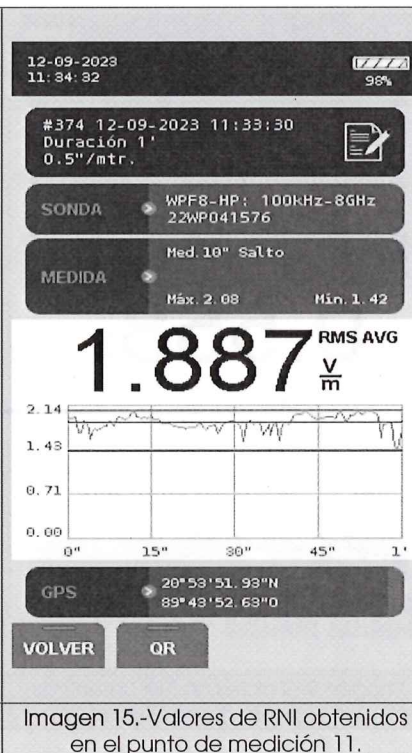 12-09-2023
11:34:32
98%
#374 12-09-2023 11:33:30
Duración 1'
0.5"/mtr.
SONDA
WPF8-HP: 100kHz-8GHz
22WP041576
MEDIDA
Med.10" Salto
Máx.2.08 Min.1.42
1.887 RMS AVG
V/m
2.14
1.43
0.71
0.00
0" 15" 30" 45" 1'
GPS
20°53'51.93"N
89°43'52.63"O
VOLVER QR
Imagen 15.-Valores de RNI obtenidos
en el punto de medición 11.